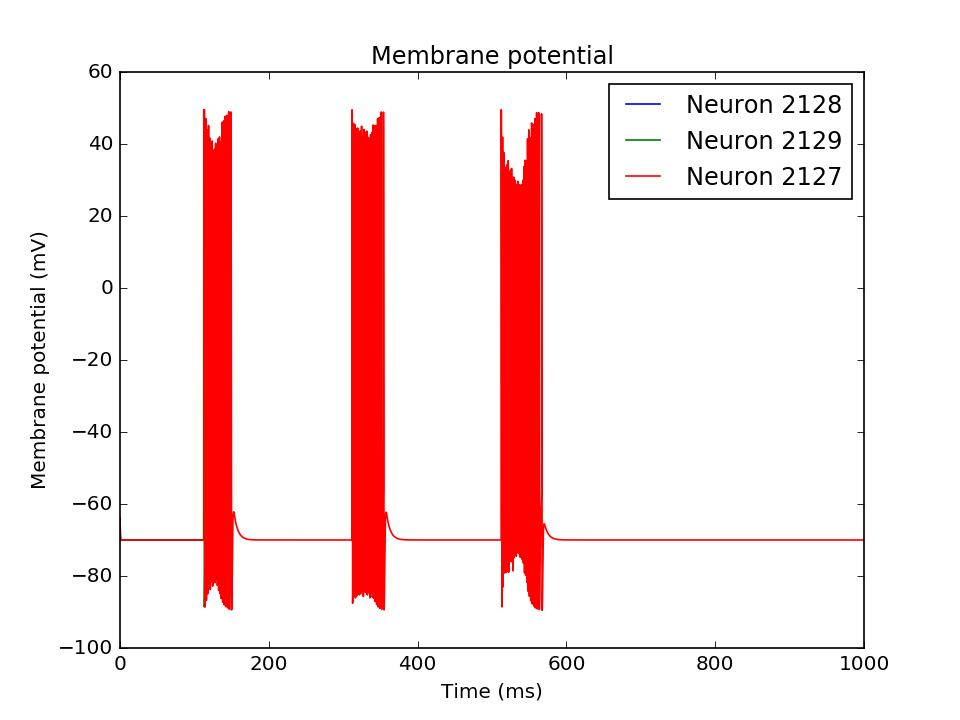 Membrane potential
Neuron 2128
Neuron 2129
Neuron 2127
Membrane potential (mV)
60
40
20
0
−20
−40
−60
−80
−100
0 200 400 600 800 1000
Time (ms)